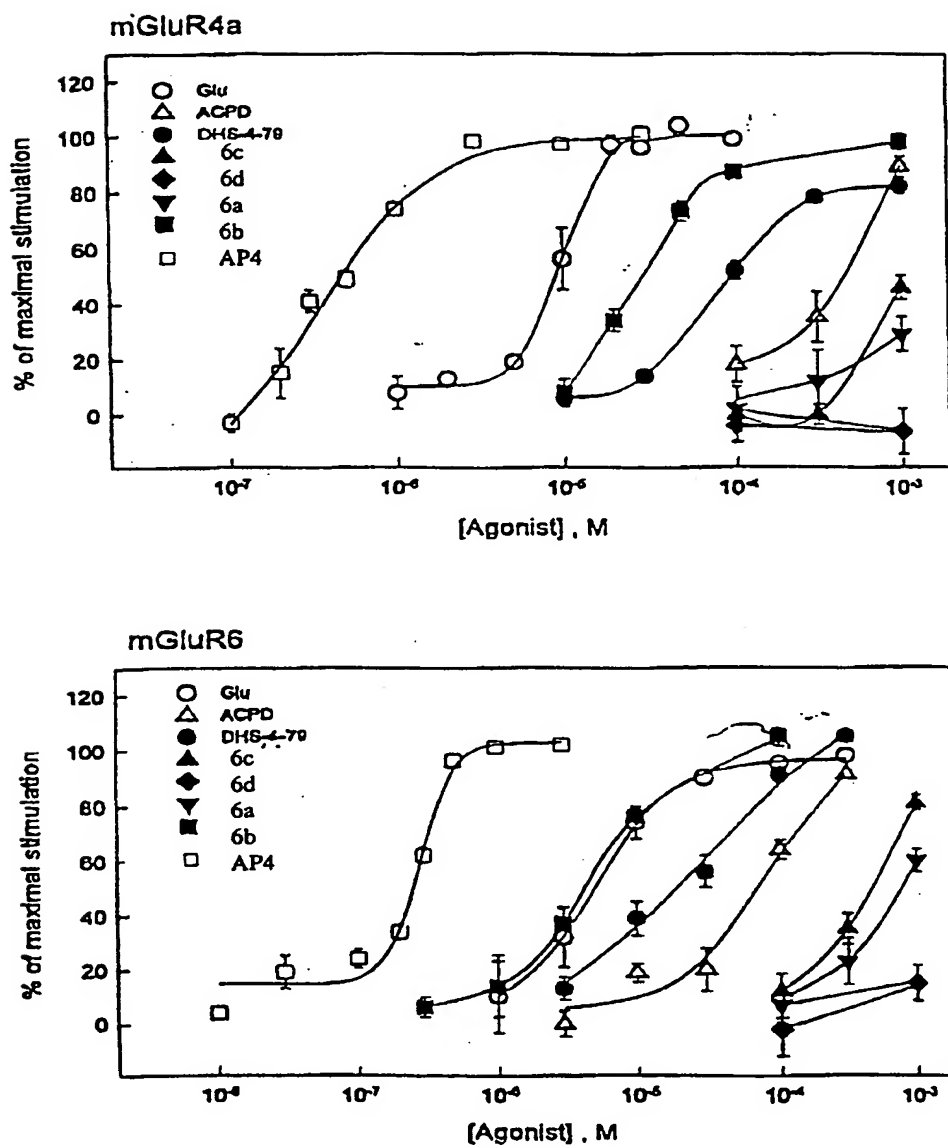 mGluR4a
120
100
80
60
40
20
0
% of maximal stimulation
Glu
ACPD
DHS-4-79
6c
6d
6a
6b
AP4
10-7
10-6
10-5
10-4
10-3
[Agonist] , M
mGluR6
120
100
80
60
40
20
0
% of maximal stimulation
Glu
ACPD
DHS-4-79
6c
6d
6a
6b
AP4
10-8
10-7
10-6
10-5
10-4
10-3
[Agonist] , M